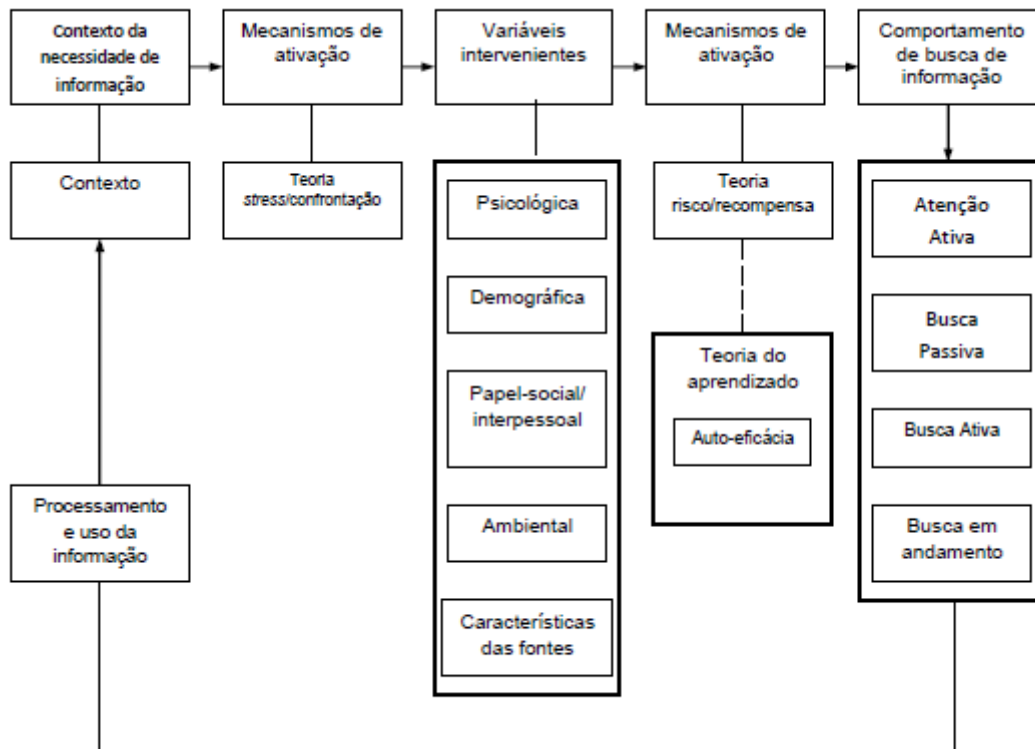 Contexto da
necessidade de
informação
Mecanismos de
ativação
Variáveis
intervenientes
Mecanismos de
ativação
Comportamento
de busca de
informação
Contexto
Teoria
stress/confrontação
Psicológica
Demográfica
Papel-social/
interpessoal
Ambiental
Características
das fontes
Teoria
risco/recompensa
Teoria do
aprendizado
Auto-eficácia
Atenção
Ativa
Busca
Passiva
Busca Ativa
Busca em
andamento
Processamento
e uso da
informação